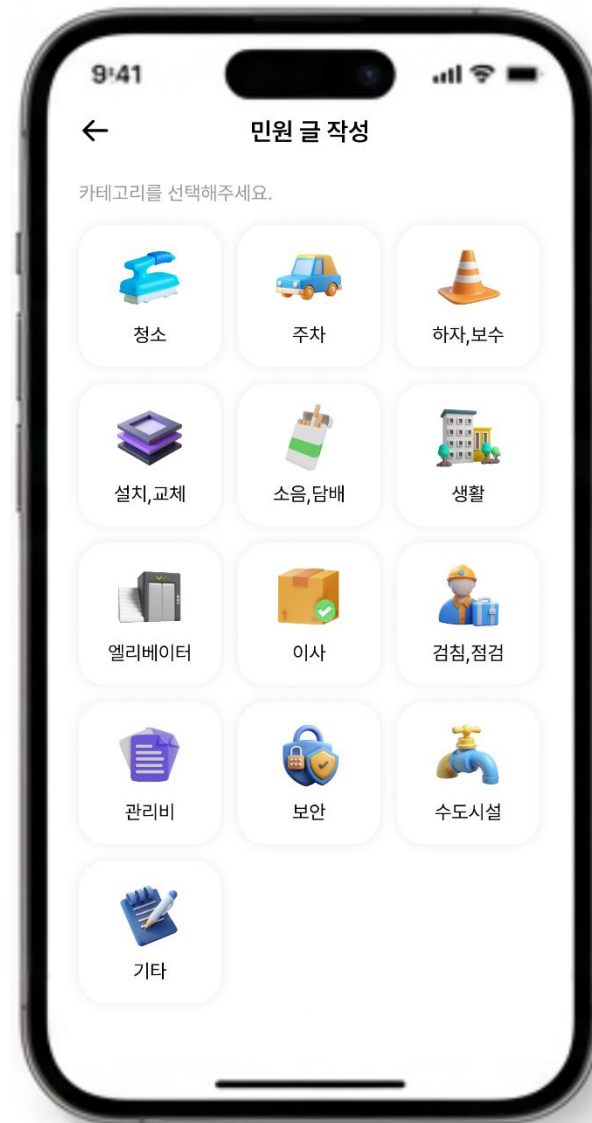 9:41
민원 글 작성
카테고리를 선택해주세요.
청소
주차
하자,보수
설치,교체
소음,담배
생활
엘리베이터
이사
검침,점검
관리비
보안
수도시설
기타